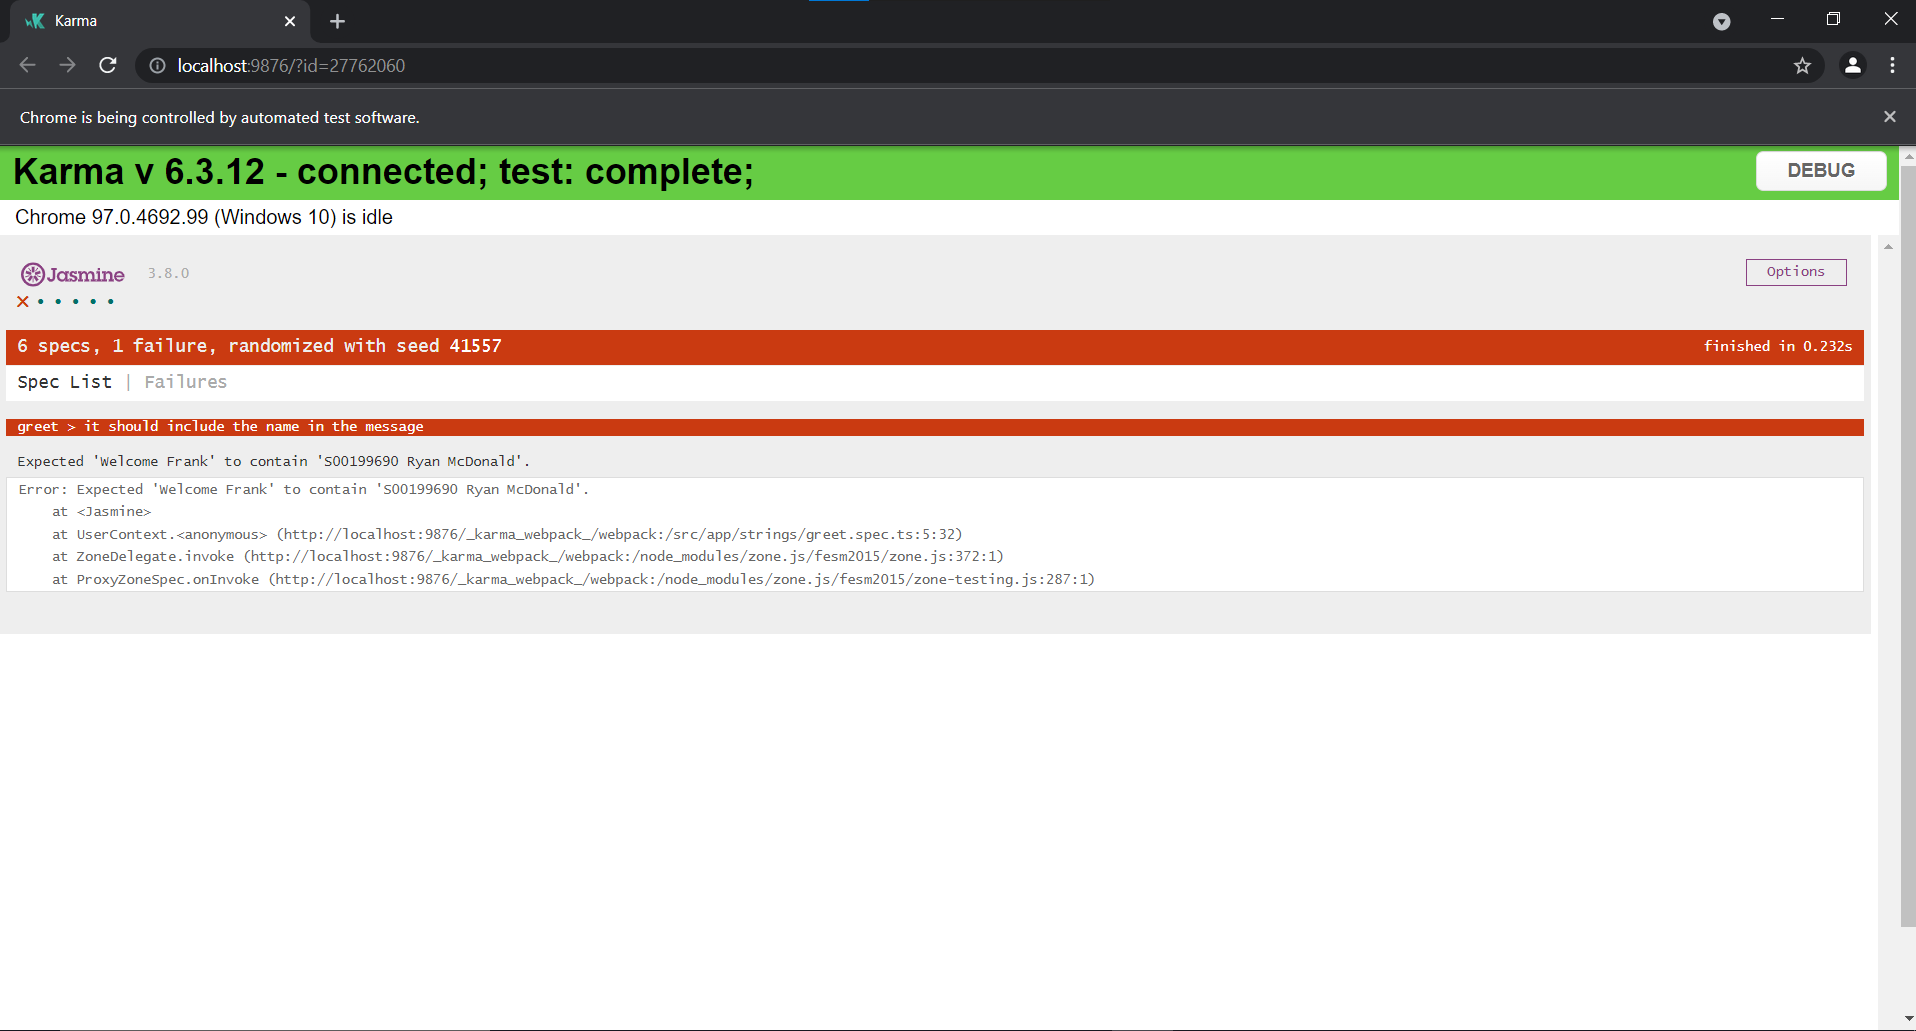 Karma
localhost:9876/?id=27762060
Chrome is being controlled by automated test software.
Karma v 6.3.12 - connected; test: complete;
DEBUG
Chrome 97.0.4692.99 (Windows 10) is idle
Jasmine 3.8.0
Options
6 specs, 1 failure, randomized with seed 41557
finished in 0.232s
Spec List | Failures
greet > it should include the name in the message
Expected 'Welcome Frank' to contain 'S00199690 Ryan McDonald'.
Error: Expected 'Welcome Frank' to contain 'S00199690 Ryan McDonald'.
at <Jasmine>
at UserContext.<anonymous> (http://localhost:9876/_karma_webpack_/webpack:/src/app/strings/greet.spec.ts:5:32)
at ZoneDelegate.invoke (http://localhost:9876/_karma_webpack_/webpack:/node_modules/zone.js/fesm2015/zone.js:372:1)
at ProxyZoneSpec.onInvoke (http://localhost:9876/_karma_webpack_/webpack:/node_modules/zone.js/fesm2015/zone-testing.js:287:1)